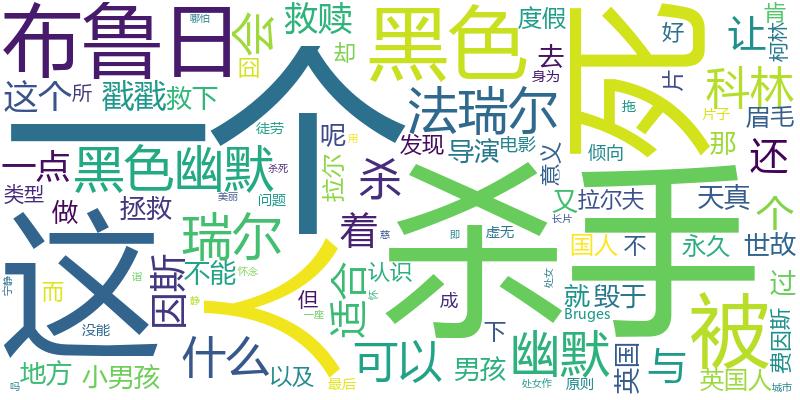 布鲁日
哪怕
会
囧
救赎
却
黑色
度假
去
身为
死
好
片
让
肯
柯林
这个
所
戳戳
救下
一个
法瑞尔
科林
眉毛
片子
那
拖
一点
黑色幽默
徒劳
呢
拉尔
用
发现
导演
电影
意义
倾向
还
类型
杀死
美丽
问题
杀
又
拉尔夫
天真
个
做
拯救
瑞尔
着
杀手
慈
即
虚无
长片
国人
不
永久
世故
这
因斯
不能
怀念
人
适合
认识
处女
就
毁于
过
宁静
而
谐
静
但
一座
怀
成
下
Bruges
被
费因斯
没能
什么
以及
可以
男孩
幽默
英国
与
地方
小男孩
最后
处女作
原则
英国人
城市
吗